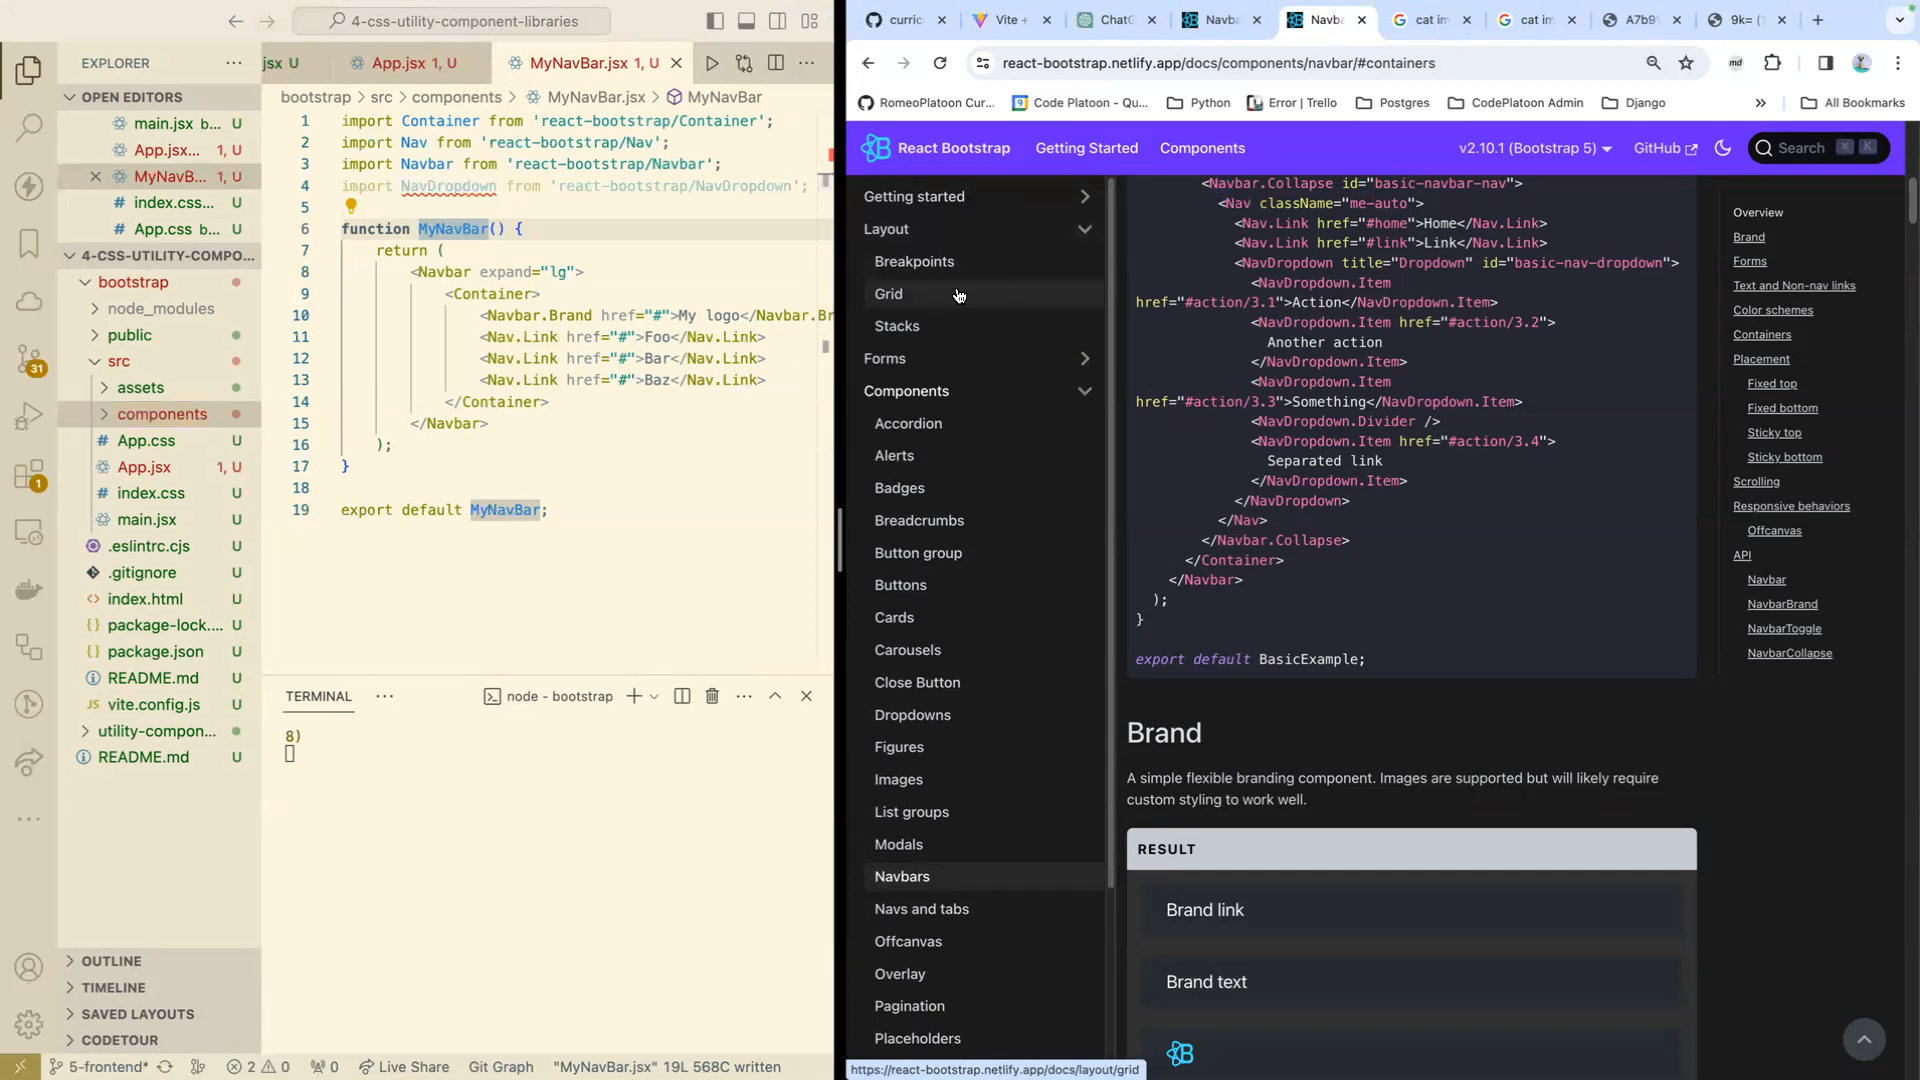 4-css-utility-component-libraries
EXPLORER
OPEN EDITORS
main.jsx b... U
App.jsx... 1, U
MyNavB... 1, U
index.css... U
App.css b... U
4-CSS-UTILITY-COMPO...
bootstrap
node_modules
public
src
assets
components
App.css U
App.jsx 1, U
index.css U
main.jsx U
.eslintrc.cjs U
.gitignore U
index.html U
package-lock.... U
package.json U
README.md U
vite.config.js U
utility-compon...
README.md U
OUTLINE
TIMELINE
SAVED LAYOUTS
CODETOUR
31
1
jsx U
App.jsx 1, U
MyNavBar.jsx 1, U
bootstrap > src > components > MyNavBar.jsx > MyNavBar
1 import Container from 'react-bootstrap/Container';
2 import Nav from 'react-bootstrap/Nav';
3 import Navbar from 'react-bootstrap/Navbar';
4 import NavDropdown from 'react-bootstrap/NavDropdown';
5
6 function MyNavBar() {
7 return (
8 <Navbar expand="lg">
9 <Container>
10 <Navbar.Brand href="#">My logo</Navbar.Br
11 <Nav.Link href="#">Foo</Nav.Link>
12 <Nav.Link href="#">Bar</Nav.Link>
13 <Nav.Link href="#">Baz</Nav.Link>
14 </Container>
15 </Navbar>
16 );
17 }
18
19 export default MyNavBar;
TERMINAL
node - bootstrap
8)
5-frontend* 2 0 0 Live Share Git Graph "MyNavBar.jsx" 19L 568C written
curric
Vite +
ChatG
Navba
Navba
cat im
cat im
A7b9
9k= (
react-bootstrap.netlify.app/docs/components/navbar/#containers
RomeoPlatoon Cur... Code Platoon - Qu... Python Error | Trello Postgres CodePlatoon Admin Django » All Bookmarks
React Bootstrap Getting Started Components v2.10.1 (Bootstrap 5) GitHub Search ⌘ K
Getting started
Layout
Breakpoints
Grid
Stacks
Forms
Components
Accordion
Alerts
Badges
Breadcrumbs
Button group
Buttons
Cards
Carousels
Close Button
Dropdowns
Figures
Images
List groups
Modals
Navbars
Navs and tabs
Offcanvas
Overlay
Pagination
Placeholders
https://react-bootstrap.netlify.app/docs/layout/grid
<Navbar.Collapse id="basic-navbar-nav">
<Nav className="me-auto">
<Nav.Link href="#home">Home</Nav.Link>
<Nav.Link href="#link">Link</Nav.Link>
<NavDropdown title="Dropdown" id="basic-nav-dropdown">
<NavDropdown.Item
href="#action/3.1">Action</NavDropdown.Item>
<NavDropdown.Item href="#action/3.2">
Another action
</NavDropdown.Item>
<NavDropdown.Item
href="#action/3.3">Something</NavDropdown.Item>
<NavDropdown.Divider />
<NavDropdown.Item href="#action/3.4">
Separated link
</NavDropdown.Item>
</NavDropdown>
</Nav>
</Navbar.Collapse>
</Container>
</Navbar>
);
}
export default BasicExample;
Brand
A simple flexible branding component. Images are supported but will likely require
custom styling to work well.
RESULT
Brand link
Brand text
Overview
Brand
Forms
Text and Non-nav links
Color schemes
Containers
Placement
Fixed top
Fixed bottom
Sticky top
Sticky bottom
Scrolling
Responsive behaviors
Offcanvas
API
Navbar
NavbarBrand
NavbarToggle
NavbarCollapse